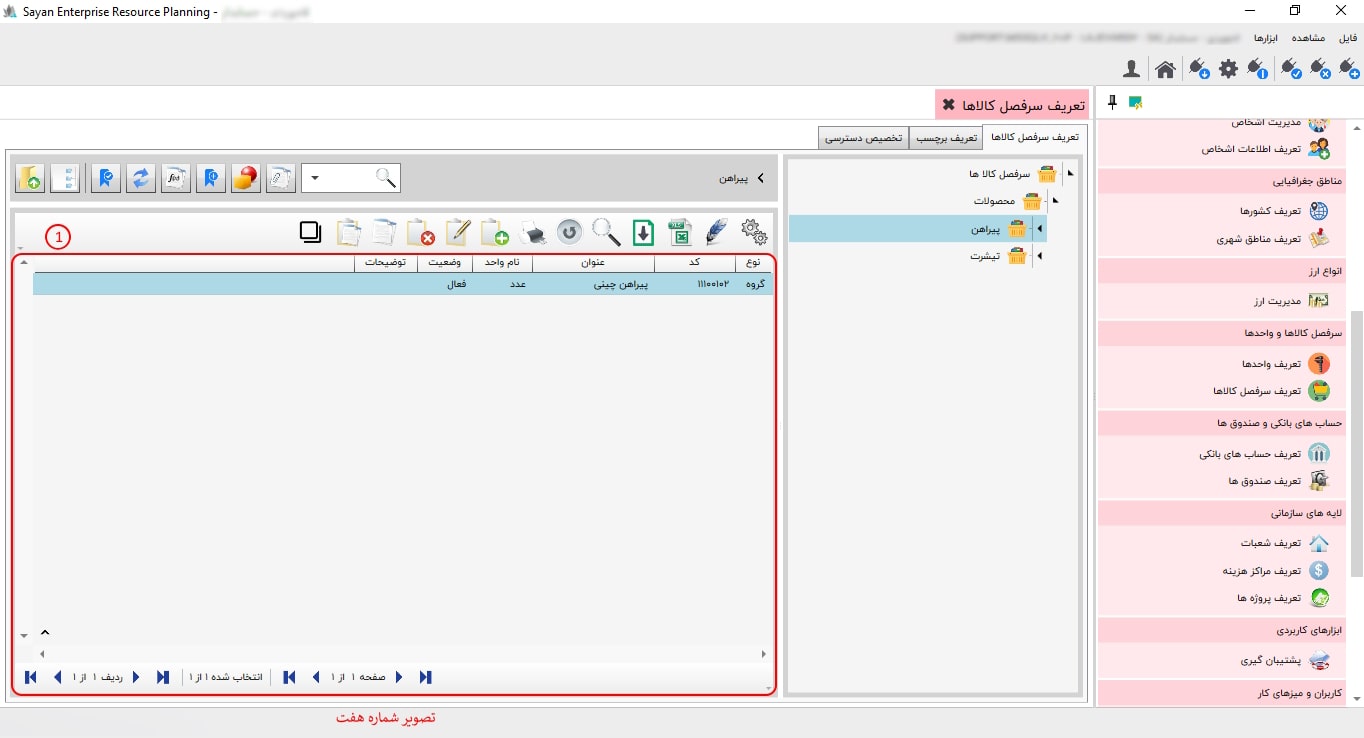 Sayan Enterprise Resource Planning -
فایل
مشاهده
ابزارها
تعریف سرفصل کالاها
تعریف سرفصل کالاها
تعریف برچسب
تخصیص دسترسی
مدیریت اشخاص
تعریف اطلاعات اشخاص
مناطق جغرافیایی
تعریف کشورها
تعریف مناطق شهری
انواع ارز
مدیریت ارز
سرفصل کالاها و واحدها
تعریف واحدها
تعریف سرفصل کالاها
حساب های بانکی و صندوق ها
تعریف حساب های بانکی
تعریف صندوق ها
لایه های سازمانی
تعریف شعبات
تعریف مراکز هزینه
تعریف پروژه ها
ابزارهای کاربردی
پشتیبان گیری
کاربران و میزهای کار
سرفصل کالا ها
محصولات
پیراهن
تیشرت
پیراهن
f(x)
1
نوع
کد
عنوان
نام واحد
وضعیت
توضیحات
گروه
۱۱۱۰۰۱۰۲
پیراهن چینی
عدد
فعال
صفحه ۱ از ۱
انتخاب شده ۱ از ۱
ردیف ۱ از ۱
تصویر شماره هفت